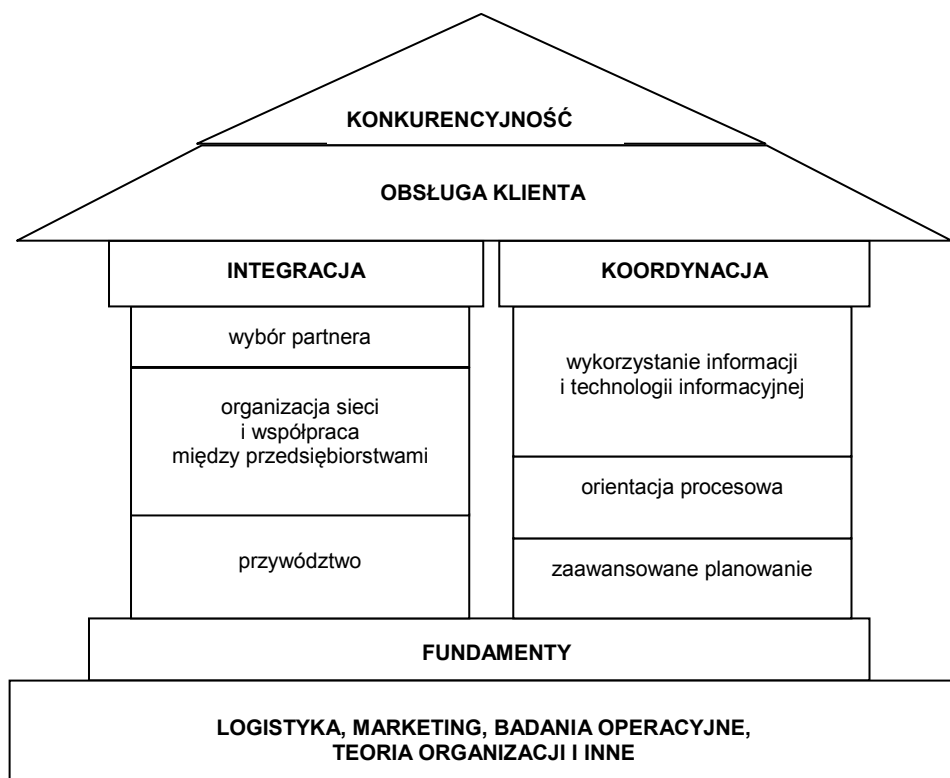 KONKURENCYJNOŚĆ
OBSŁUGA KLIENTA
INTEGRACJA
wybór partnera
organizacja sieci
i współpraca
między przedsiębiorstwami
przywództwo
KOORDYNACJA
wykorzystanie informacji
i technologii informacyjnej
orientacja procesowa
zaawansowane planowanie
FUNDAMENTY
LOGISTYKA, MARKETING, BADANIA OPERACYJNE,
TEORIA ORGANIZACJI I INNE